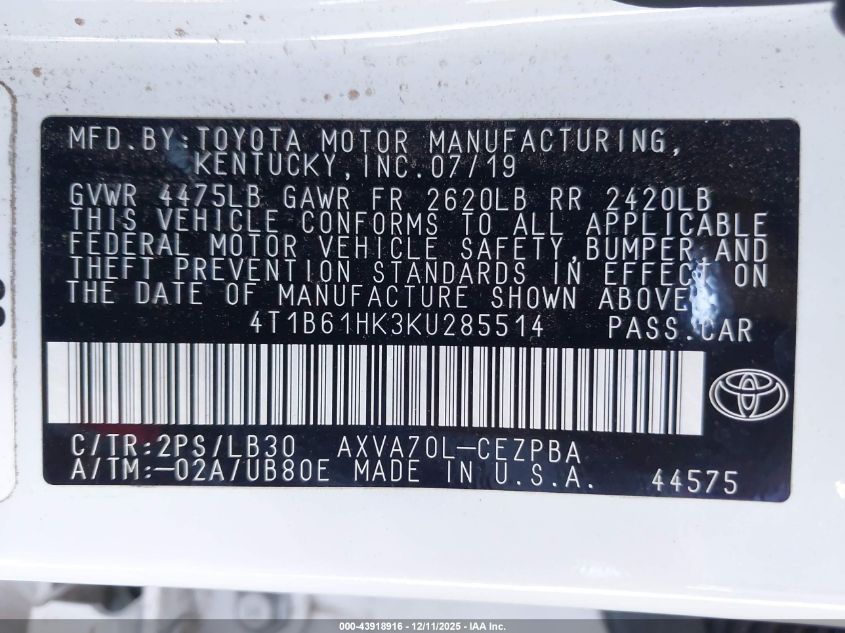 MFD.BY:TOYOTA MOTOR MANUFACTURING,
KENTUCKY,INC.07/19
GVWR 4475LB GAWR FR 2620LB RR 2420LB
THIS VEHICLE CONFORMS TO ALL APPLICABLE
FEDERAL MOTOR VEHICLE SAFETY,BUMPER,AND
THEFT PREVENTION STANDARDS IN EFFECT ON
THE DATE OF MANUFACTURE SHOWN ABOVE.
4T1B61HK3KU285514 PASS.CAR
C/TR:2PS/LB30 AXVA70L-CEZPBA
A/TM:-02A/UB80E MADE IN U.S.A. 44575
000-43918916 - 12/11/2025 - IAA Inc.